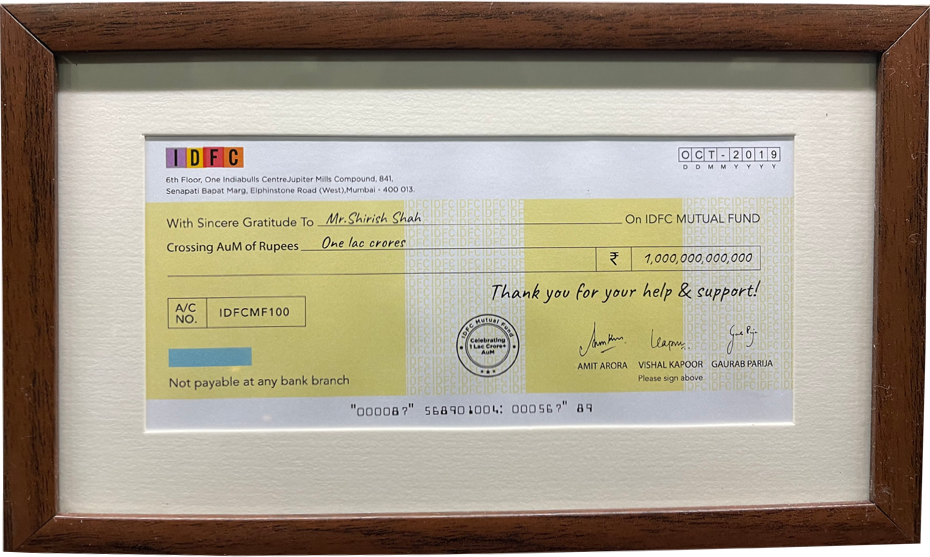 IDFC
OCT-2019
D D M M Y Y Y Y
6th Floor, One Indiabulls CentreJupiter Mills Compound, 841,
Senapati Bapat Marg, Elphinstone Road (West),Mumbai - 400 013.
With Sincere Gratitude To Mr.Shirish Shah On IDFC MUTUAL FUND
Crossing AuM of Rupees One lac crores
₹ 1,000,000,000,000
Thank you for your help & support!
A/C NO. IDFCMF100
IDFC Mutual Fund
Celebrating
1 Lac Crore+
AuM
AMIT ARORA VISHAL KAPOOR GAURAB PARIJA
Please sign above
Not payable at any bank branch
"000087" 568901004: 000567" 89